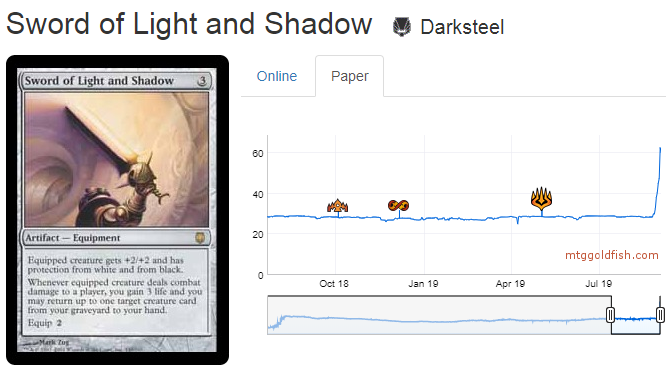 Sword of Light and Shadow Darksteel
Sword of Light and Shadow 3
Artifact — Equipment
Equipped creature gets +2/+2 and has
protection from white and from black.
Whenever equipped creature deals combat
damage to a player, you gain 3 life and you
may return up to one target creature card
from your graveyard to your hand.
Equip 2
Mark Zug
Online Paper
60
40
20
0
mtggoldfish.com
Oct 18 Jan 19 Apr 19 Jul 19